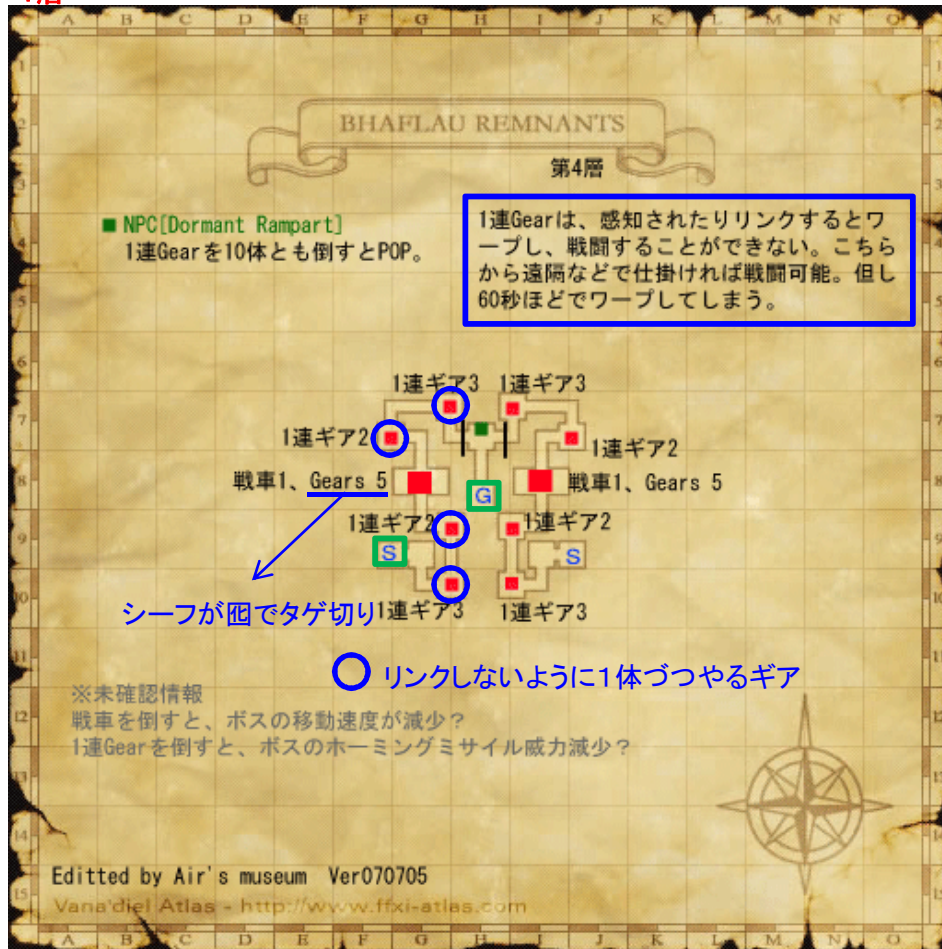 A B C D E F G H I J K L M N O
BHAFLAU REMNANTS
第4層
■ NPC[Dormant Rampart]
1連Gearを10体とも倒すとPOP。
1連Gearは、感知されたりリンクするとワ
ープし、戦闘することができない。こちら
から遠隔などで仕掛ければ戦闘可能。但し
60秒ほどでワープしてしまう。
1連ギア3 1連ギア3
1連ギア2 1連ギア2
戦車1、Gears 5 戦車1、Gears 5
G
1連ギア2 1連ギア2
S S
シーフが囮でタゲ切り
1連ギア3 1連ギア3
リンクしないように1体づつやるギア
※未確認情報
戦車を倒すと、ボスの移動速度が減少？
1連Gearを倒すと、ボスのホーミングミサイル威力減少？
Editted by Air's museum Ver070705
Vana'diel Atlas - http://www.ffxi-atlas.com
A B C D E F G H I J K L M N O